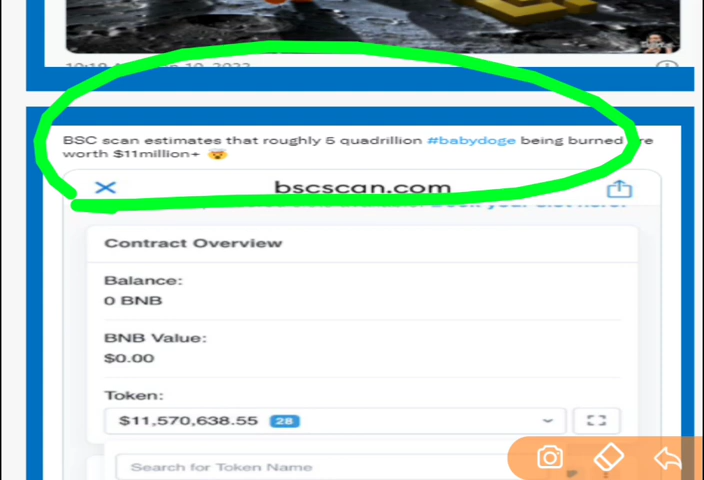 BSC scan estimates that roughly 5 quadrillion #babydoge being burned are
worth $11million+ 🤯
bscscan.com
Contract Overview
Balance:
0 BNB
BNB Value:
$0.00
Token:
$11,570,638.55 28
Search for Token Name